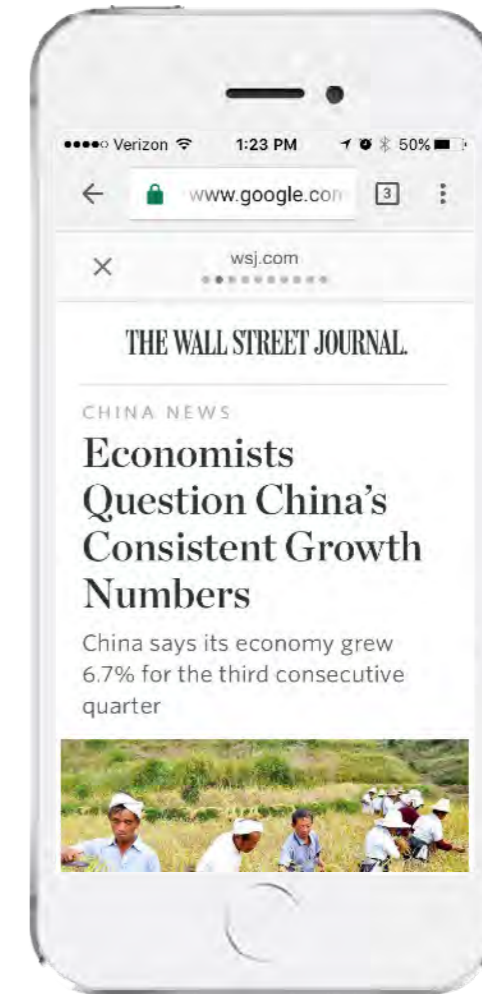 Verizon 1:23 PM 50%
www.google.com 3
wsj.com
THE WALL STREET JOURNAL.
CHINA NEWS
Economists
Question China’s
Consistent Growth
Numbers
China says its economy grew
6.7% for the third consecutive
quarter